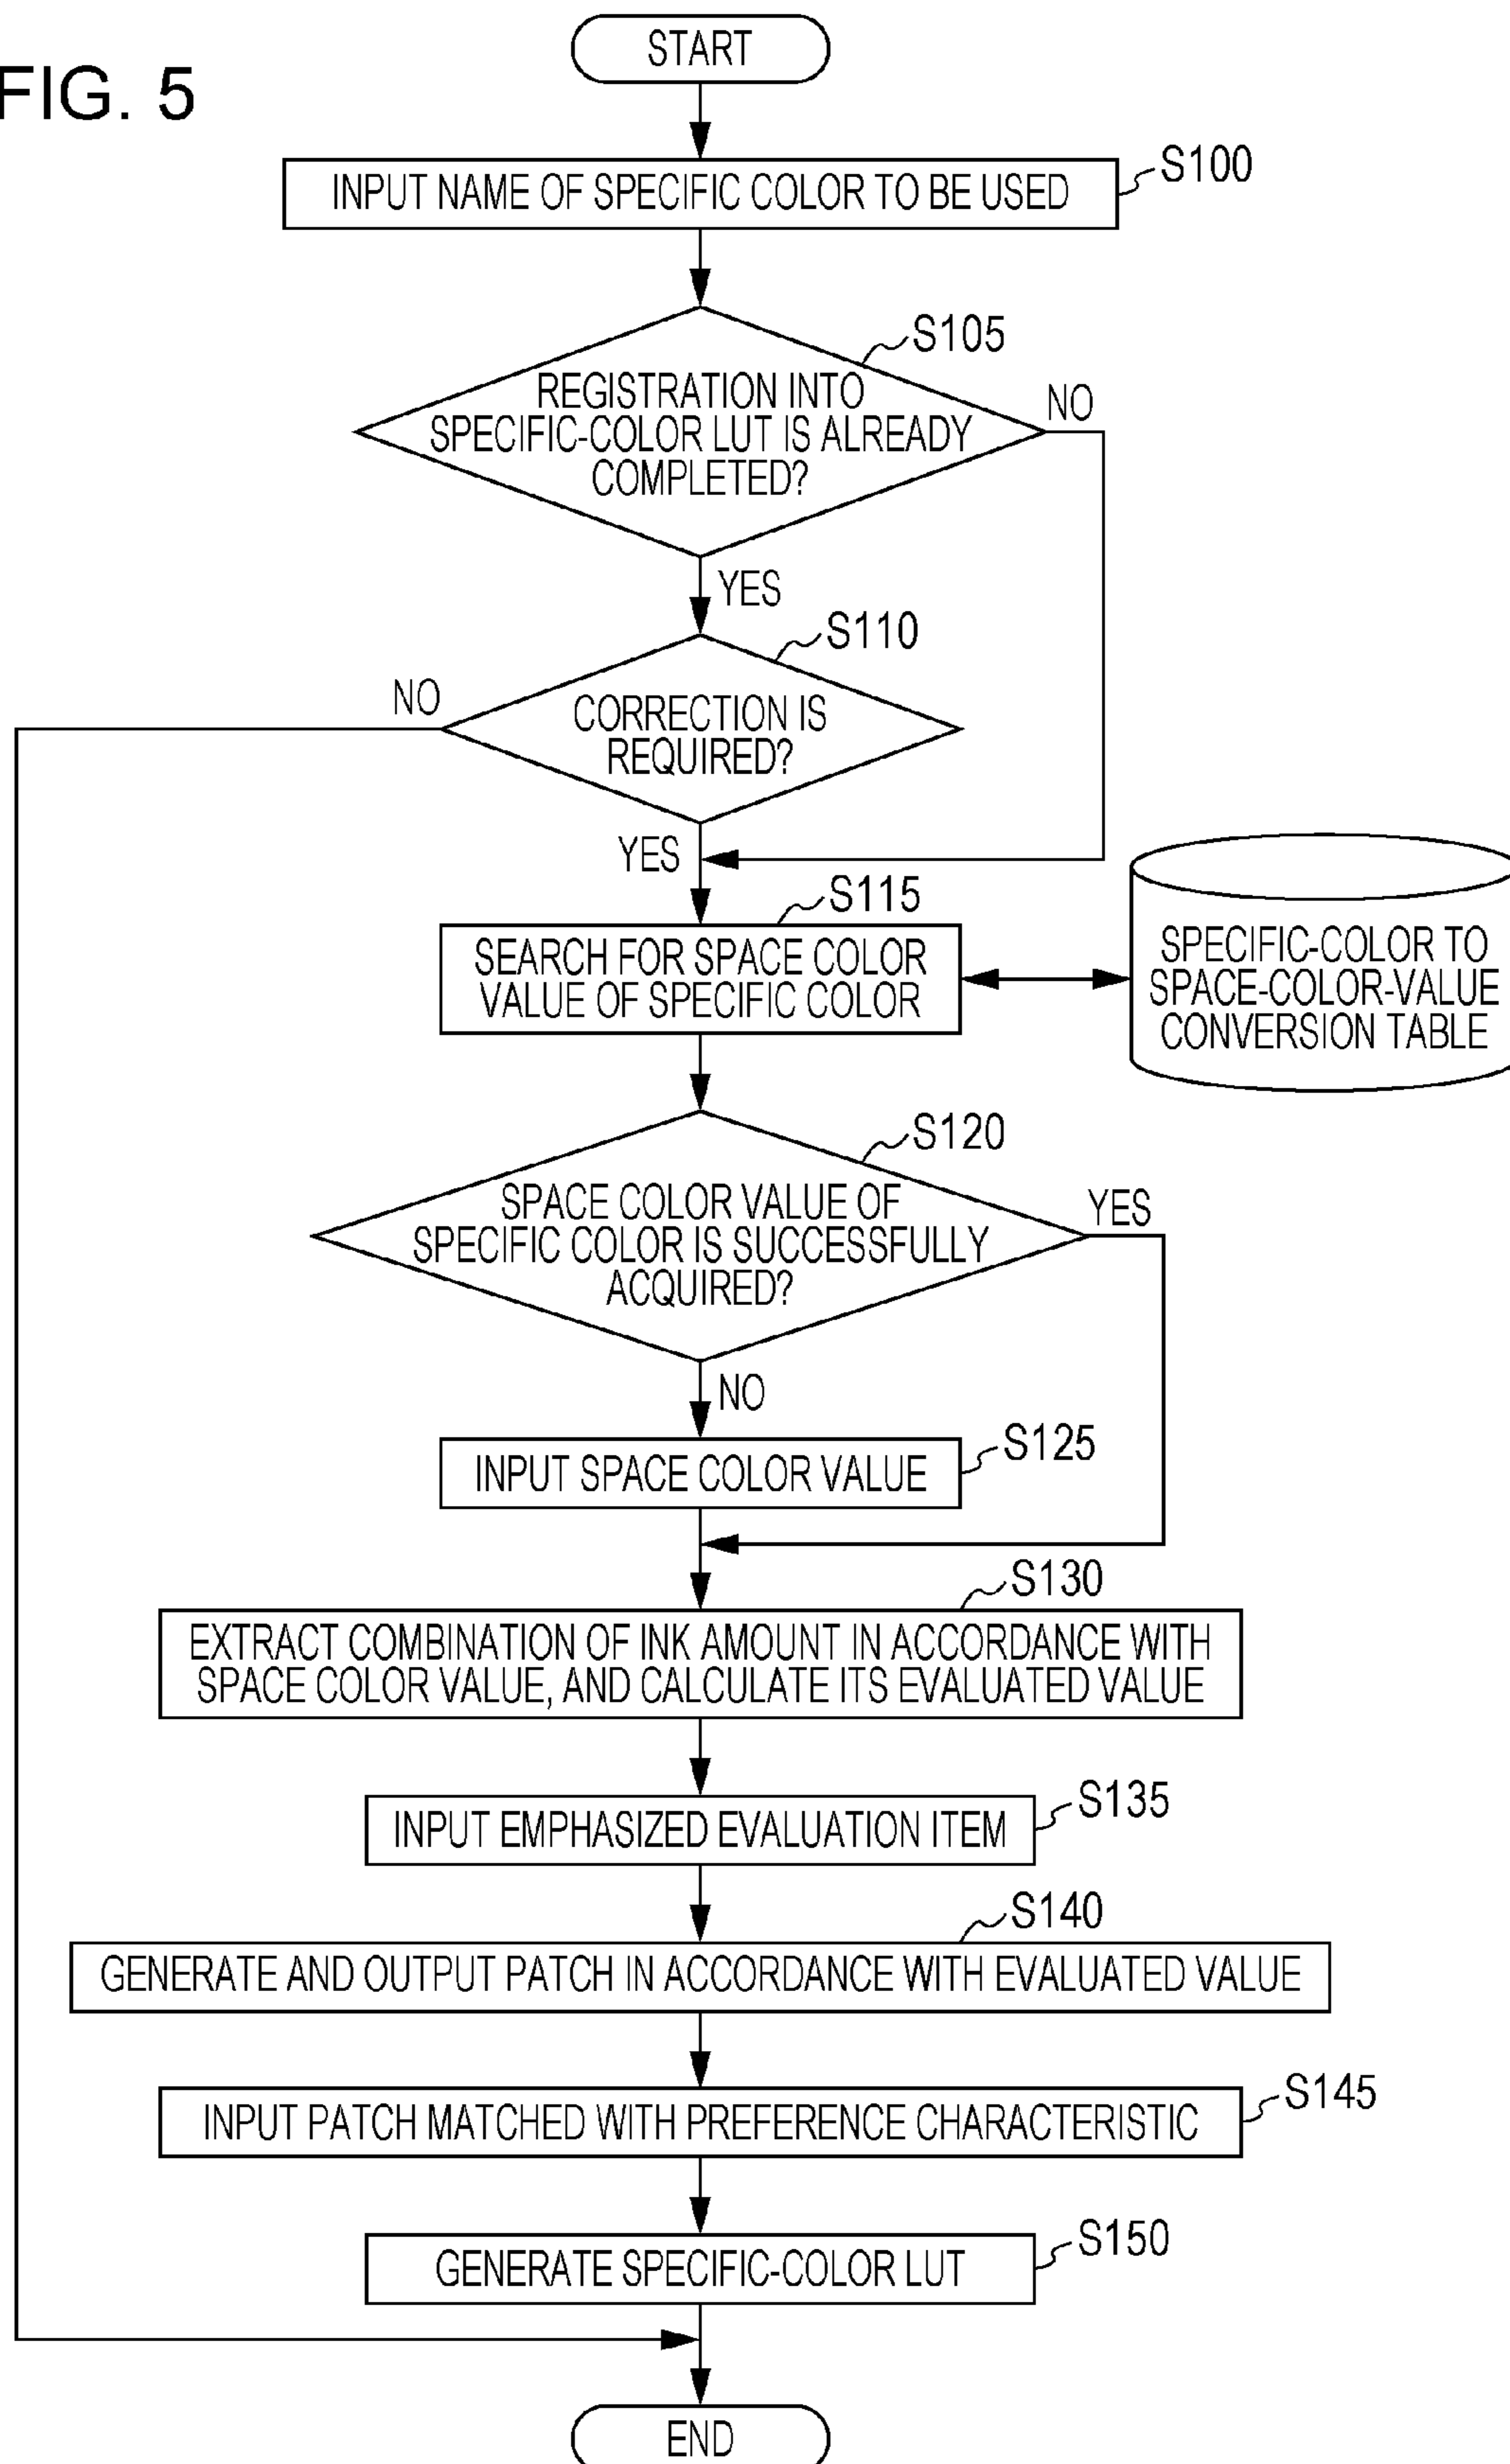 FIG. 5
START
INPUT NAME OF SPECIFIC COLOR TO BE USED
S100
S105
REGISTRATION INTO
SPECIFIC-COLOR LUT IS ALREADY
COMPLETED?
NO
YES
S110
NO
CORRECTION IS
REQUIRED?
YES
S115
SEARCH FOR SPACE COLOR
VALUE OF SPECIFIC COLOR
SPECIFIC-COLOR TO
SPACE-COLOR-VALUE
CONVERSION TABLE
S120
SPACE COLOR VALUE OF
SPECIFIC COLOR IS SUCCESSFULLY
ACQUIRED?
YES
NO
S125
INPUT SPACE COLOR VALUE
S130
EXTRACT COMBINATION OF INK AMOUNT IN ACCORDANCE WITH
SPACE COLOR VALUE, AND CALCULATE ITS EVALUATED VALUE
S135
INPUT EMPHASIZED EVALUATION ITEM
S140
GENERATE AND OUTPUT PATCH IN ACCORDANCE WITH EVALUATED VALUE
S145
INPUT PATCH MATCHED WITH PREFERENCE CHARACTERISTIC
S150
GENERATE SPECIFIC-COLOR LUT
END